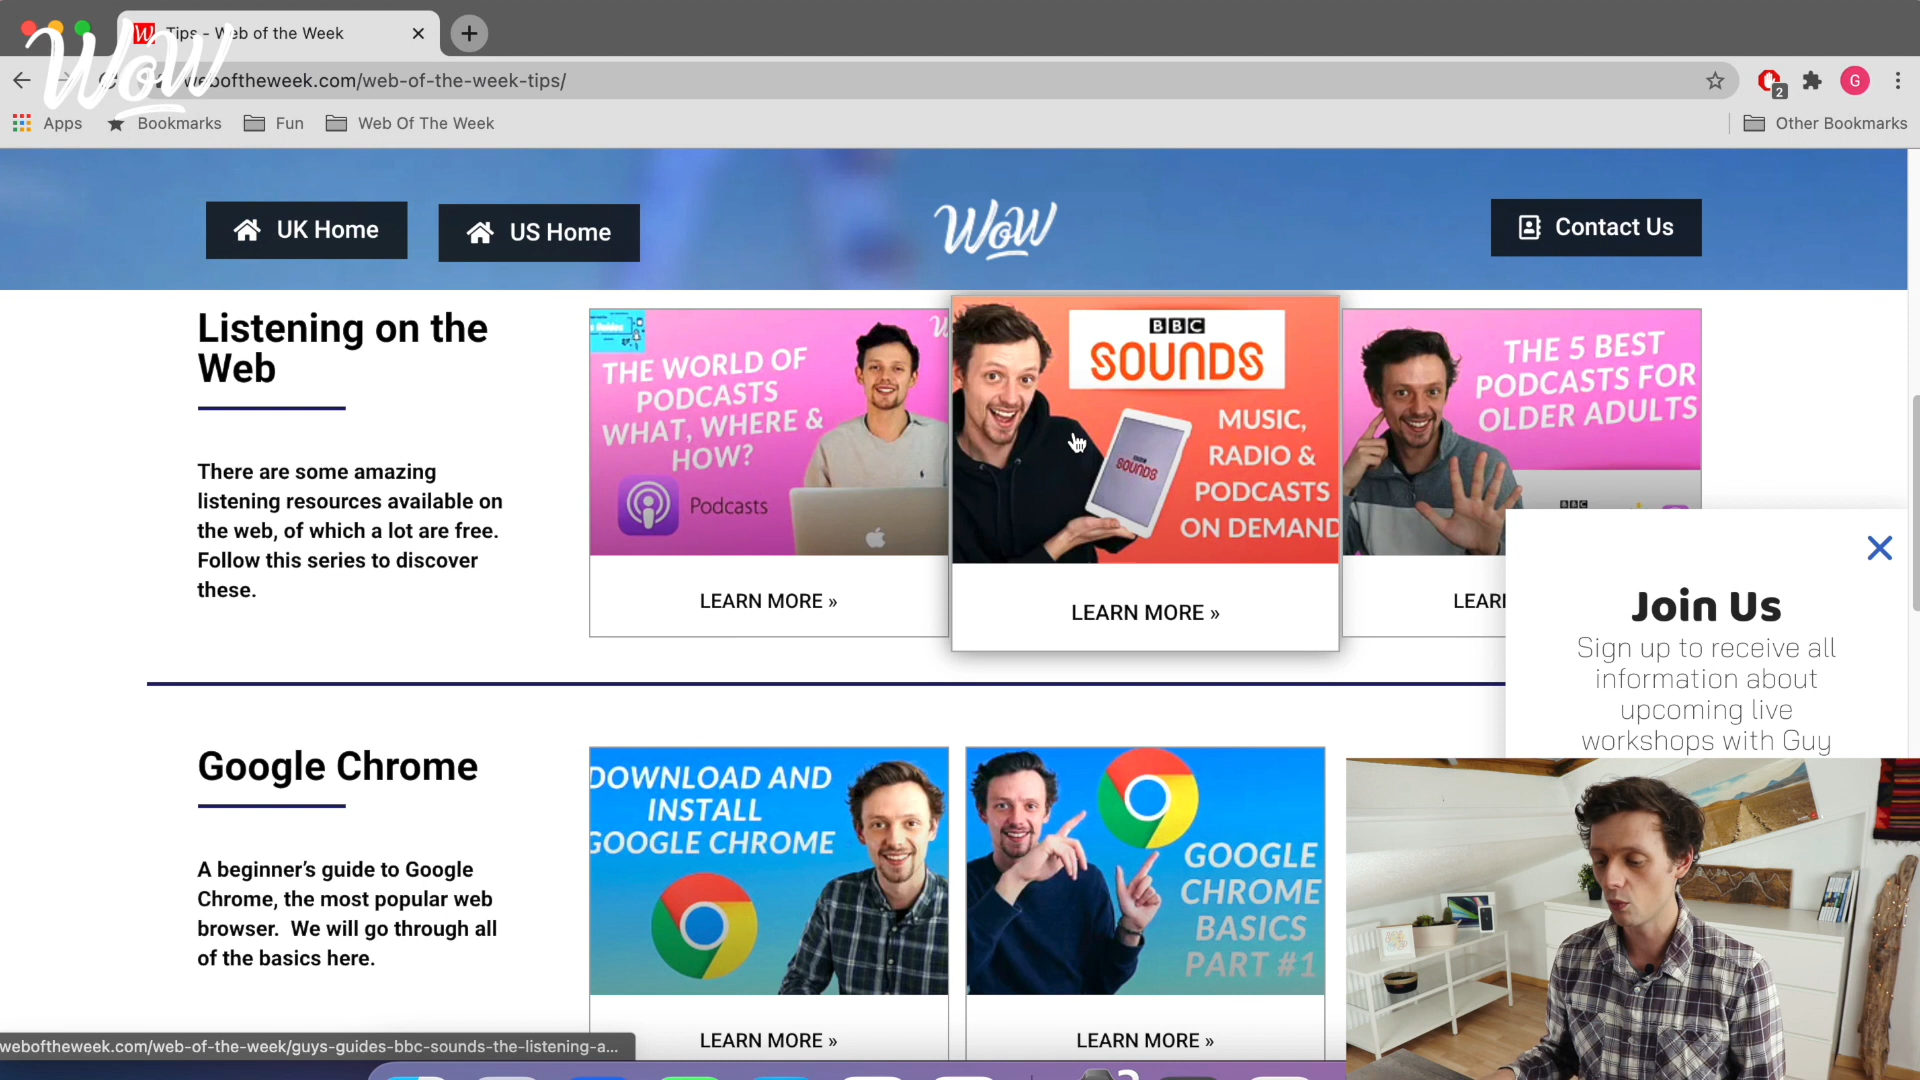 WoW
Tips - Web of the Week
weboftheweek.com/web-of-the-week-tips/
2
G
Apps
Bookmarks
Fun
Web Of The Week
Other Bookmarks
UK Home
US Home
WoW
Contact Us
Listening on the
Web
There are some amazing
listening resources available on
the web, of which a lot are free.
Follow this series to discover
these.
THE WORLD OF
PODCASTS
WHAT, WHERE &
HOW?
Podcasts
LEARN MORE »
BBC
SOUNDS
MUSIC,
RADIO &
PODCASTS
ON DEMAND
SOUNDS
LEARN MORE »
THE 5 BEST
PODCASTS FOR
OLDER ADULTS
BBC
Join Us
Sign up to receive all
information about
upcoming live
workshops with Guy
Google Chrome
A beginner’s guide to Google
Chrome, the most popular web
browser. We will go through all
of the basics here.
DOWNLOAD AND
INSTALL
GOOGLE CHROME
LEARN MORE »
GOOGLE
CHROME
BASICS
PART #1
LEARN MORE »
weboftheweek.com/web-of-the-week/guys-guides-bbc-sounds-the-listening-a...